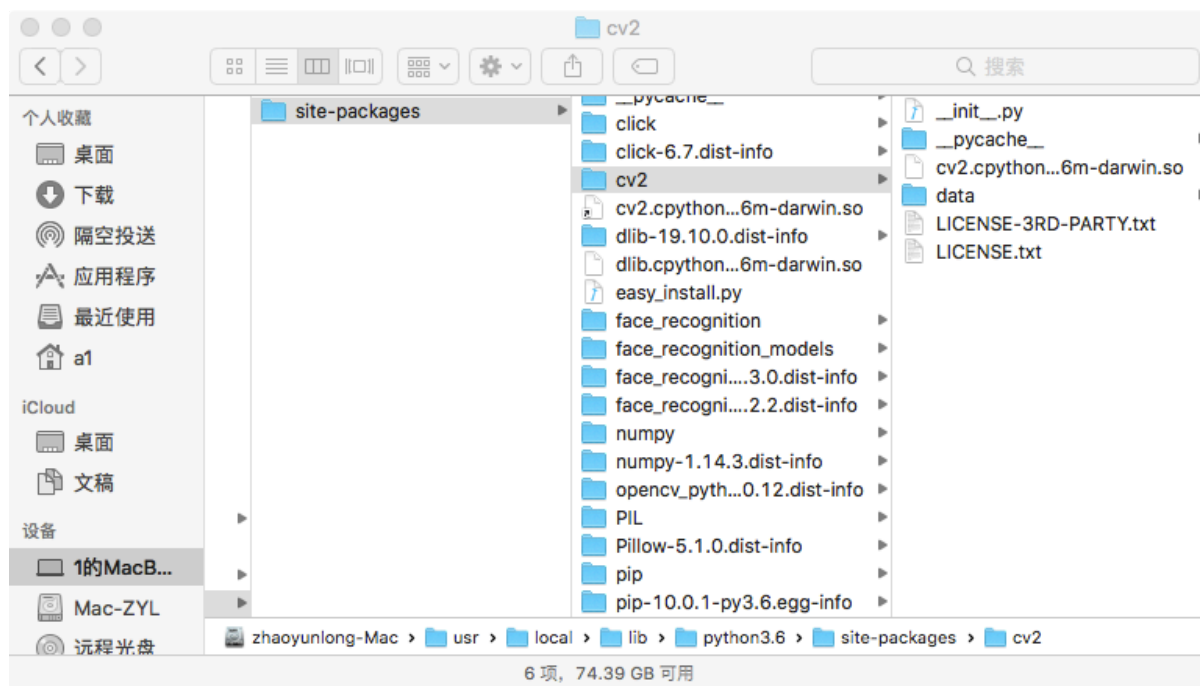 cv2
搜索
个人收藏
桌面
下载
隔空投送
应用程序
最近使用
a1
iCloud
桌面
文稿
设备
1的MacB...
Mac-ZYL
远程光盘
site-packages
__pycache__
click
click-6.7.dist-info
cv2
cv2.cpython...6m-darwin.so
dlib-19.10.0.dist-info
dlib.cpython...6m-darwin.so
easy_install.py
face_recognition
face_recognition_models
face_recogni....3.0.dist-info
face_recogni....2.2.dist-info
numpy
numpy-1.14.3.dist-info
opencv_pyth...0.12.dist-info
PIL
Pillow-5.1.0.dist-info
pip
pip-10.0.1-py3.6.egg-info
__init__.py
__pycache__
cv2.cpython...6m-darwin.so
data
LICENSE-3RD-PARTY.txt
LICENSE.txt
zhaoyunlong-Mac › usr › local › lib › python3.6 › site-packages › cv2
6 项，74.39 GB 可用